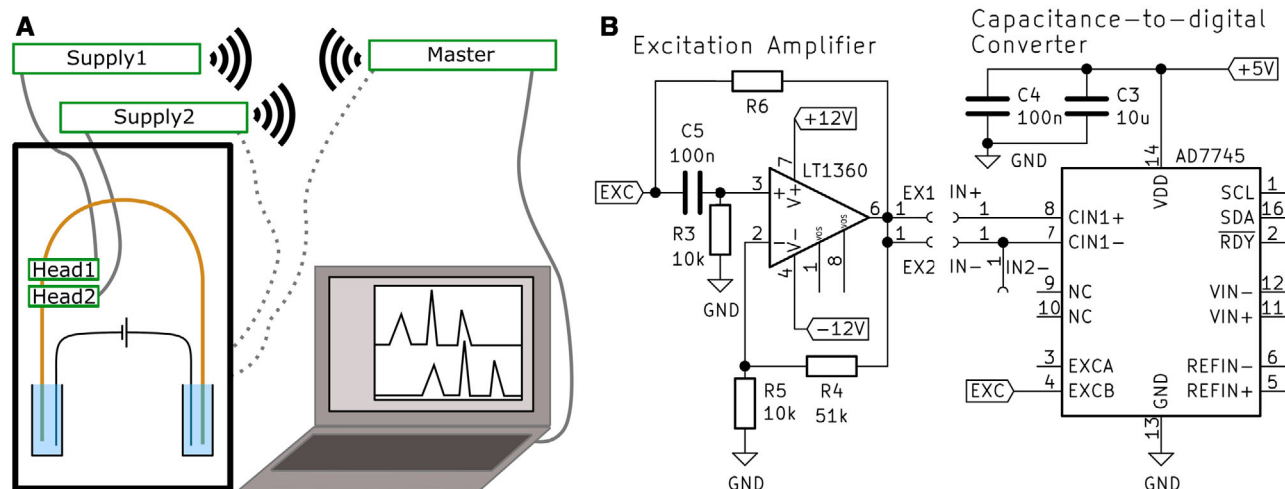 A
Supply1
Supply2
Master
Head1
Head2
B
Excitation Amplifier
R6
C5
100n
+12V
7
LT1360
EXC
3
+
V+
6
1
R3
10k
2
−
V−
vos
vos
4
1
8
GND
−12V
R5
10k
R4
51k
GND
EX1
IN+
1
1
1
EX2
IN−
1
IN2−
Capacitance−to−digital
Converter
+5V
C4
100n
C3
10u
GND
14
AD7745
VDD
8
CIN1+
7
CIN1−
9
NC
10
NC
3
EXCA
EXC
4
EXCB
SCL
1
SDA
16
RDY
2
VIN−
12
VIN+
11
REFIN−
6
REFIN+
5
GND
13
GND